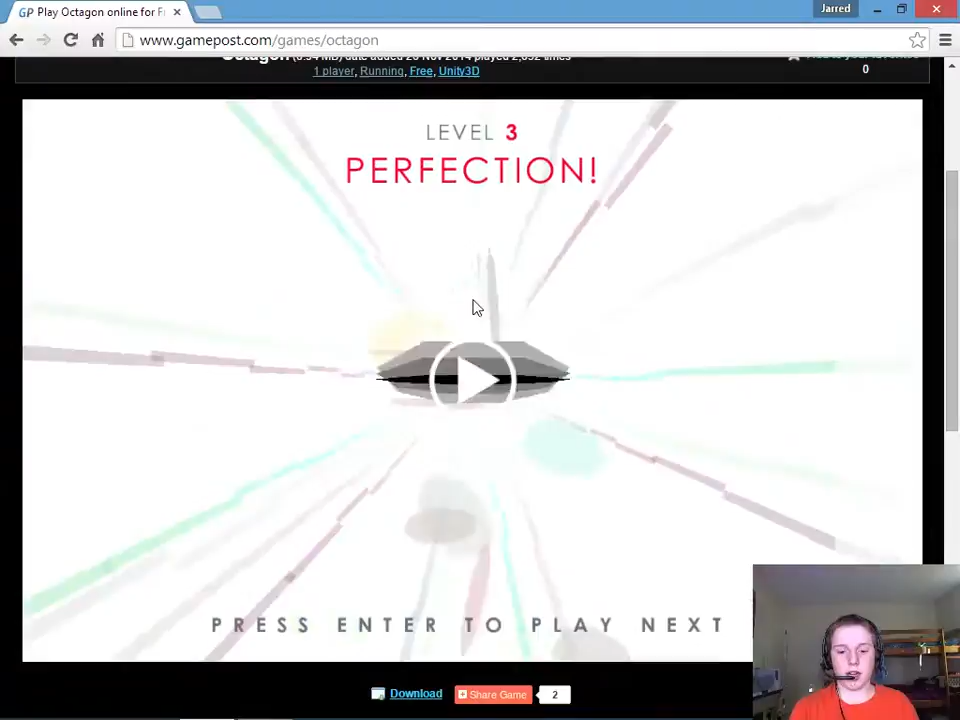 GP Play Octagon online for Fr
Jarred
www.gamepost.com/games/octagon
1 player, Running, Free, Unity3D
0
LEVEL 3
PERFECTION!
PRESS ENTER TO PLAY NEXT
Download
Share Game
2